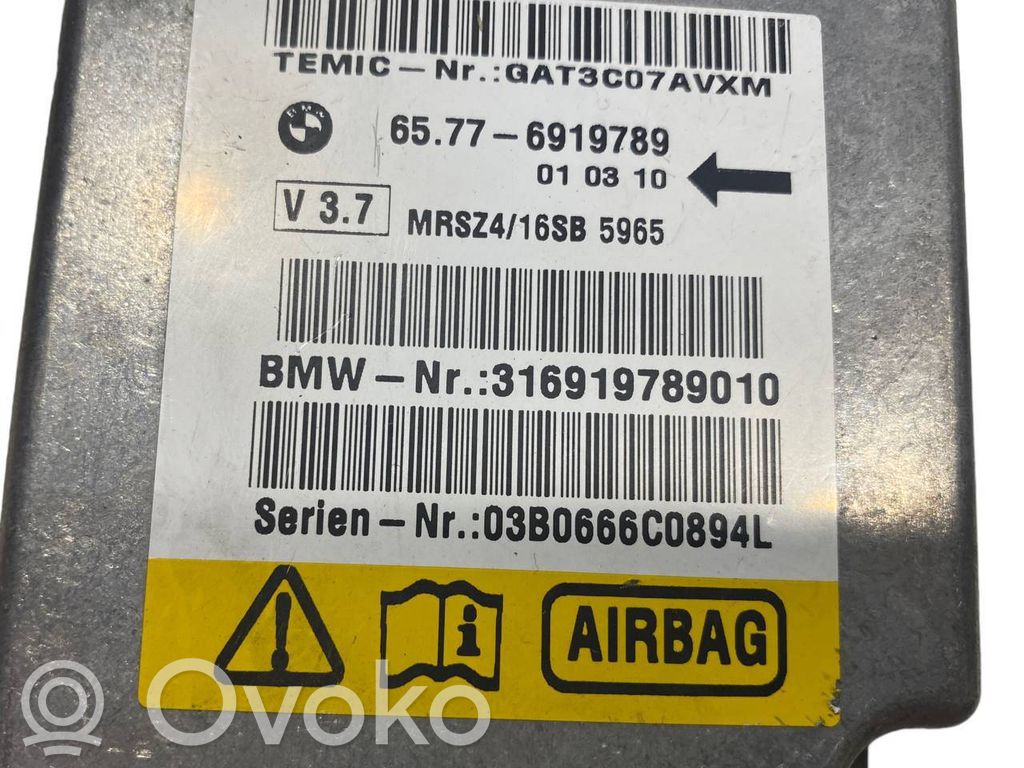 TEMIC-Nr.:GAT3C07AVXM
BMW
65.77-6919789
01 03 10
V 3.7
MRSZ4/16SB 5965
BMW-Nr.:316919789010
Serien-Nr.:03B0666C0894L
i
AIRBAG
Ovoko